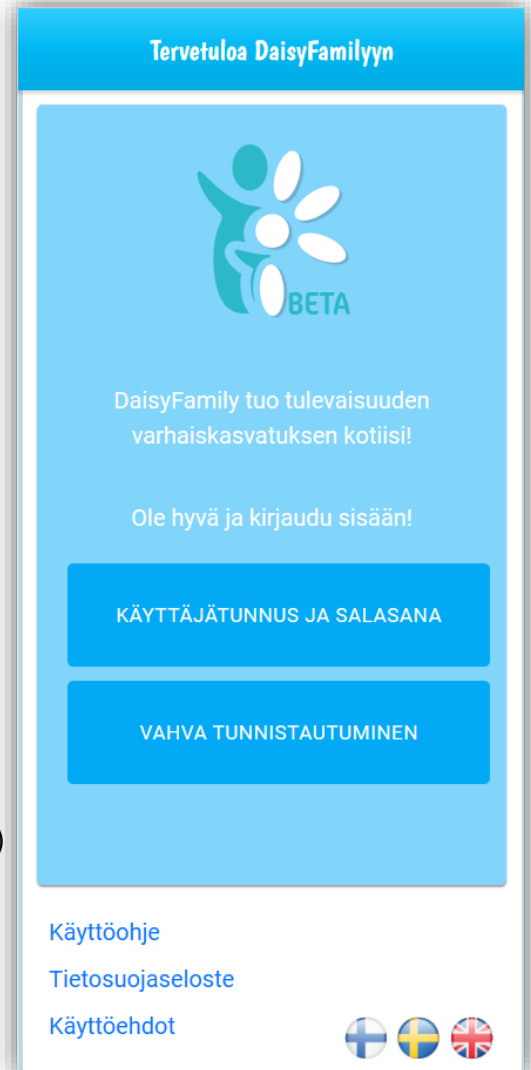 Tervetuloa DaisyFamilyyn
BETA
DaisyFamily tuo tulevaisuuden
varhaiskasvatuksen kotiisi!
Ole hyvä ja kirjaudu sisään!
KÄYTTÄJÄTUNNUS JA SALASANA
VAHVA TUNNISTAUTUMINEN
)
Käyttöohje
Tietosuojaseloste
Käyttöehdot